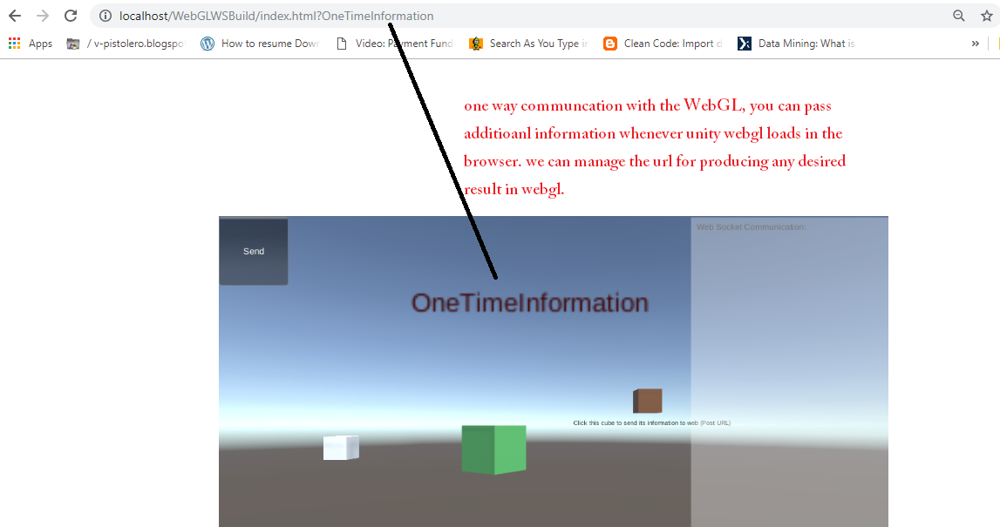 localhost/WebGLWSBuild/index.html?OneTimeInformation
Apps / v-pistolero.blogspo How to resume Dow Video: Payment Fund Search As You Type i Clean Code: Import d Data Mining: What is »
one way communcation with the WebGL, you can pass
additioanl information whenever unity webgl loads in the
browser. we can manage the url for producing any desired
result in webgl.
Send
Web Socket Communication:
OneTimeInformation
Click this cube to send its information to web (Post URL)